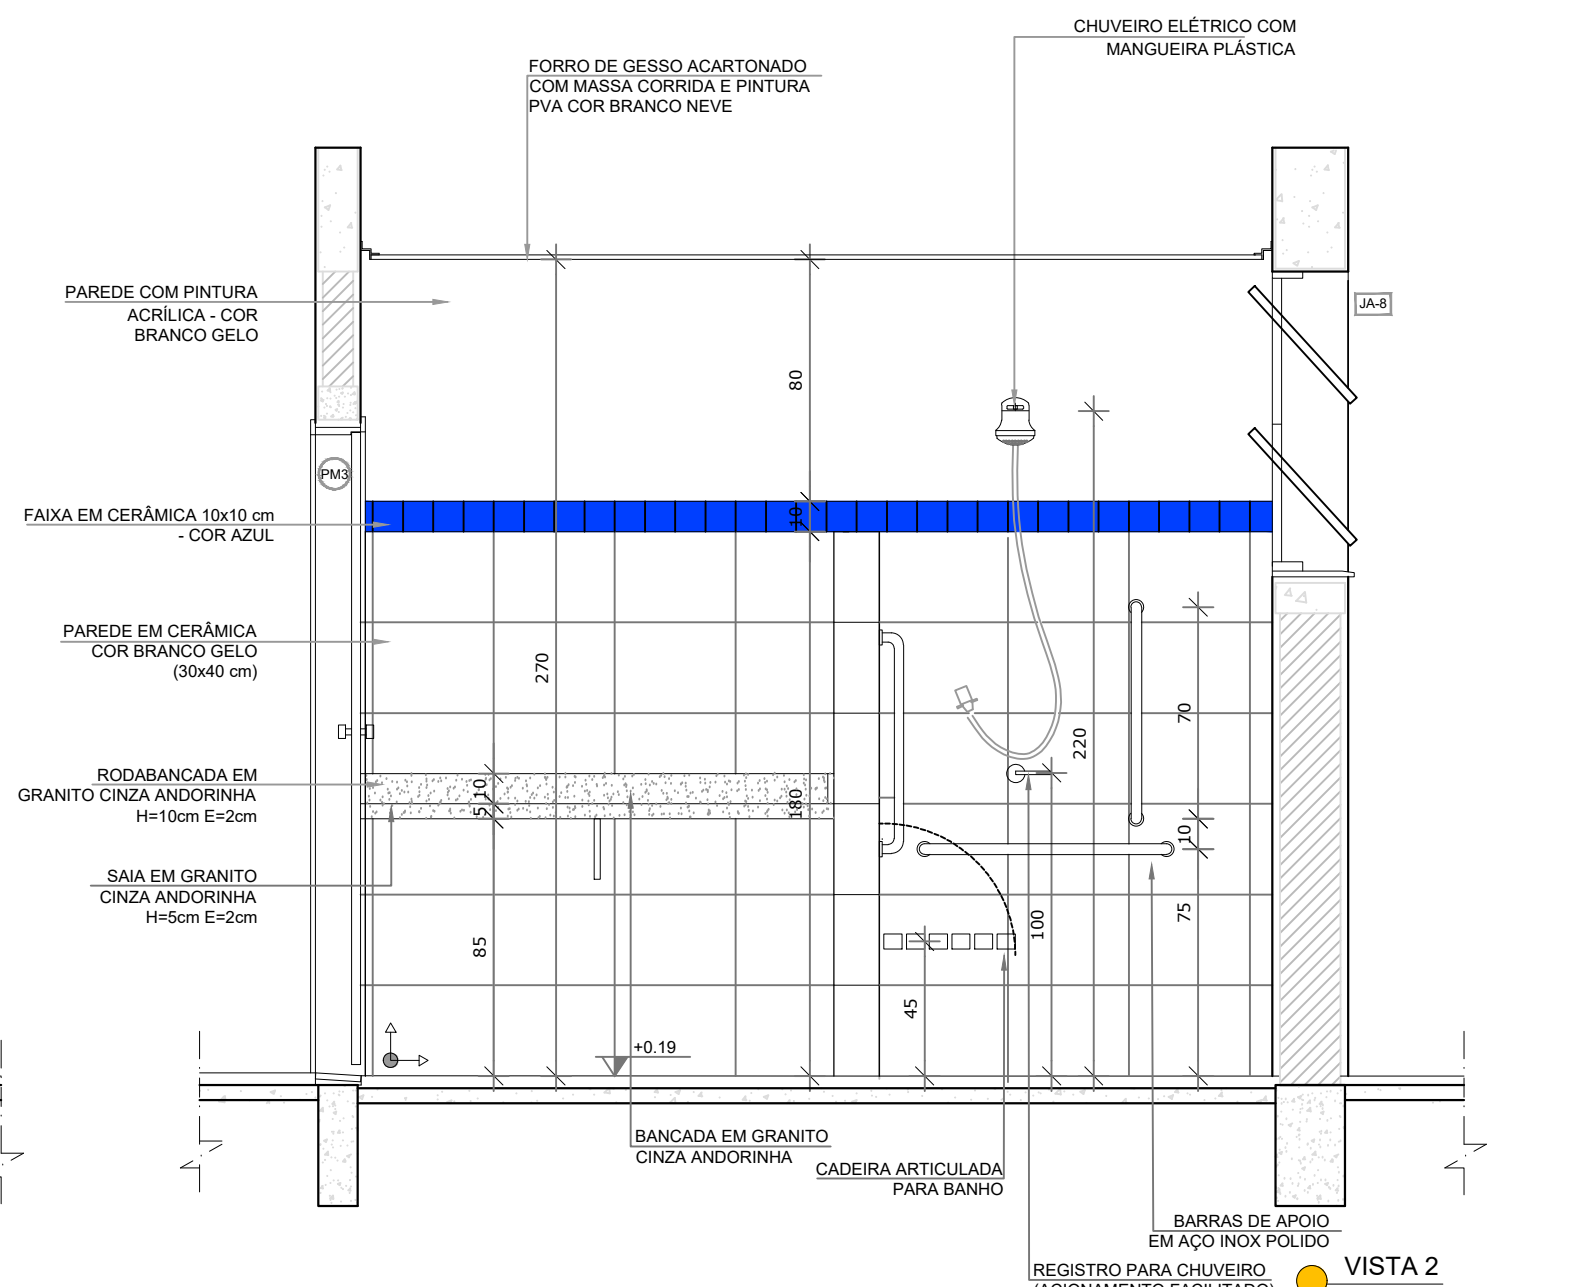 CHUVEIRO ELÉTRICO COM
MANGUEIRA PLÁSTICA
FORRO DE GESSO ACARTONADO
COM MASSA CORRIDA E PINTURA
PVA COR BRANCO NEVE
PAREDE COM PINTURA
ACRÍLICA - COR
BRANCO GELO
JA-8
80
PM3
FAIXA EM CERÂMICA 10x10 cm
- COR AZUL
10
PAREDE EM CERÂMICA
COR BRANCO GELO
(30x40 cm)
270
70
220
RODABANCADA EM
GRANITO CINZA ANDORINHA
H=10cm E=2cm
10
5
180
10
SAIA EM GRANITO
CINZA ANDORINHA
H=5cm E=2cm
85
100
75
45
+0.19
BANCADA EM GRANITO
CINZA ANDORINHA
CADEIRA ARTICULADA
PARA BANHO
BARRAS DE APOIO
EM AÇO INOX POLIDO
REGISTRO PARA CHUVEIRO
(ACIONAMENTO FACILITADO)
VISTA 2